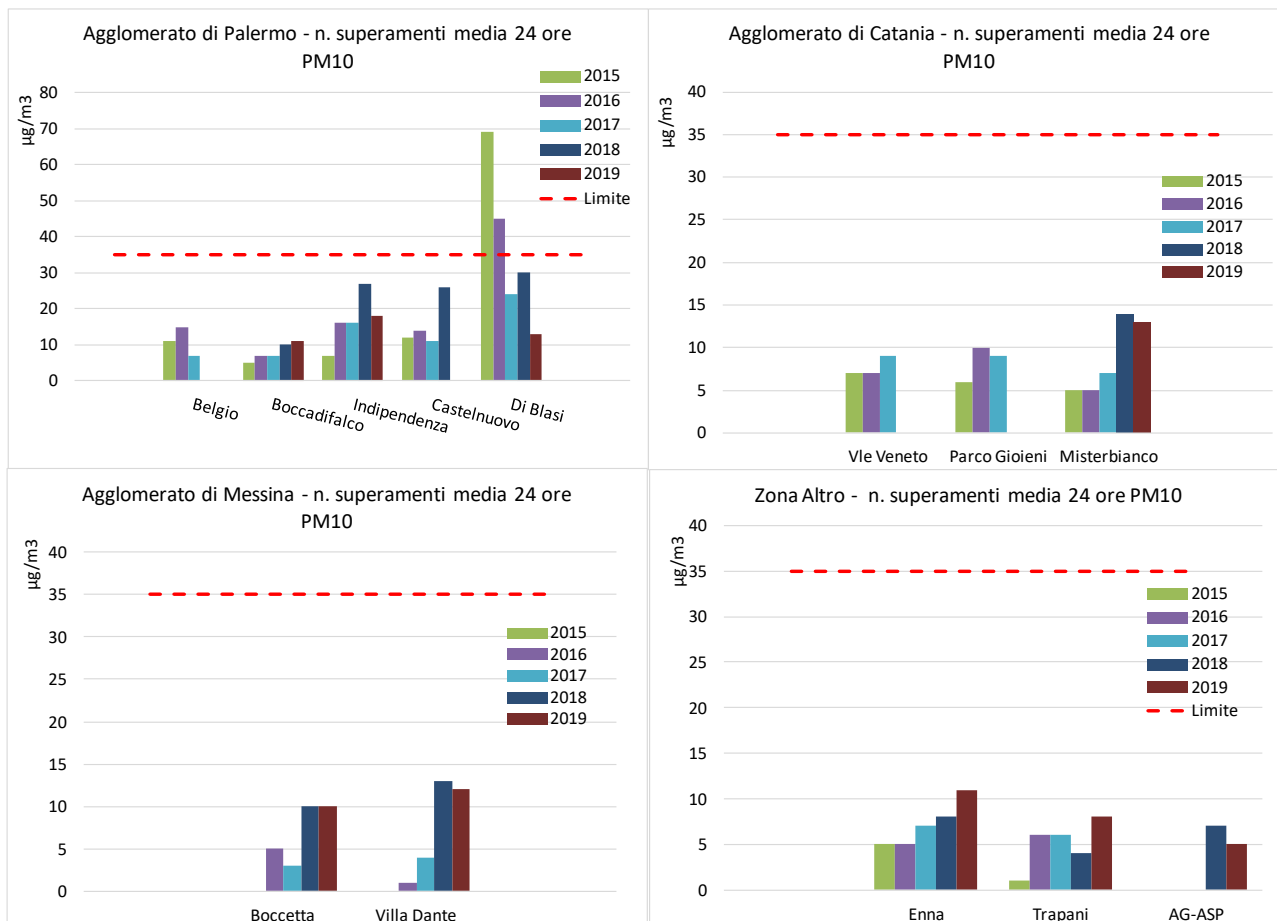 Agglomerato di Palermo - n. superamenti media 24 ore
PM10
2015
2016
2017
2018
2019
Limite
µg/m3
80
70
60
50
40
30
20
10
0
Belgio
Boccadifalco
Indipendenza
Castelnuovo
Di Blasi
Agglomerato di Catania - n. superamenti media 24 ore
PM10
µg/m3
40
35
30
25
20
15
10
5
0
2015
2016
2017
2018
2019
Vle Veneto
Parco Gioieni
Misterbianco
Agglomerato di Messina - n. superamenti media 24 ore
PM10
µg/m3
40
35
30
25
20
15
10
5
0
2015
2016
2017
2018
2019
Boccetta
Villa Dante
Zona Altro - n. superamenti media 24 ore PM10
µg/m3
40
35
30
25
20
15
10
5
0
2015
2016
2017
2018
2019
Limite
Enna
Trapani
AG-ASP